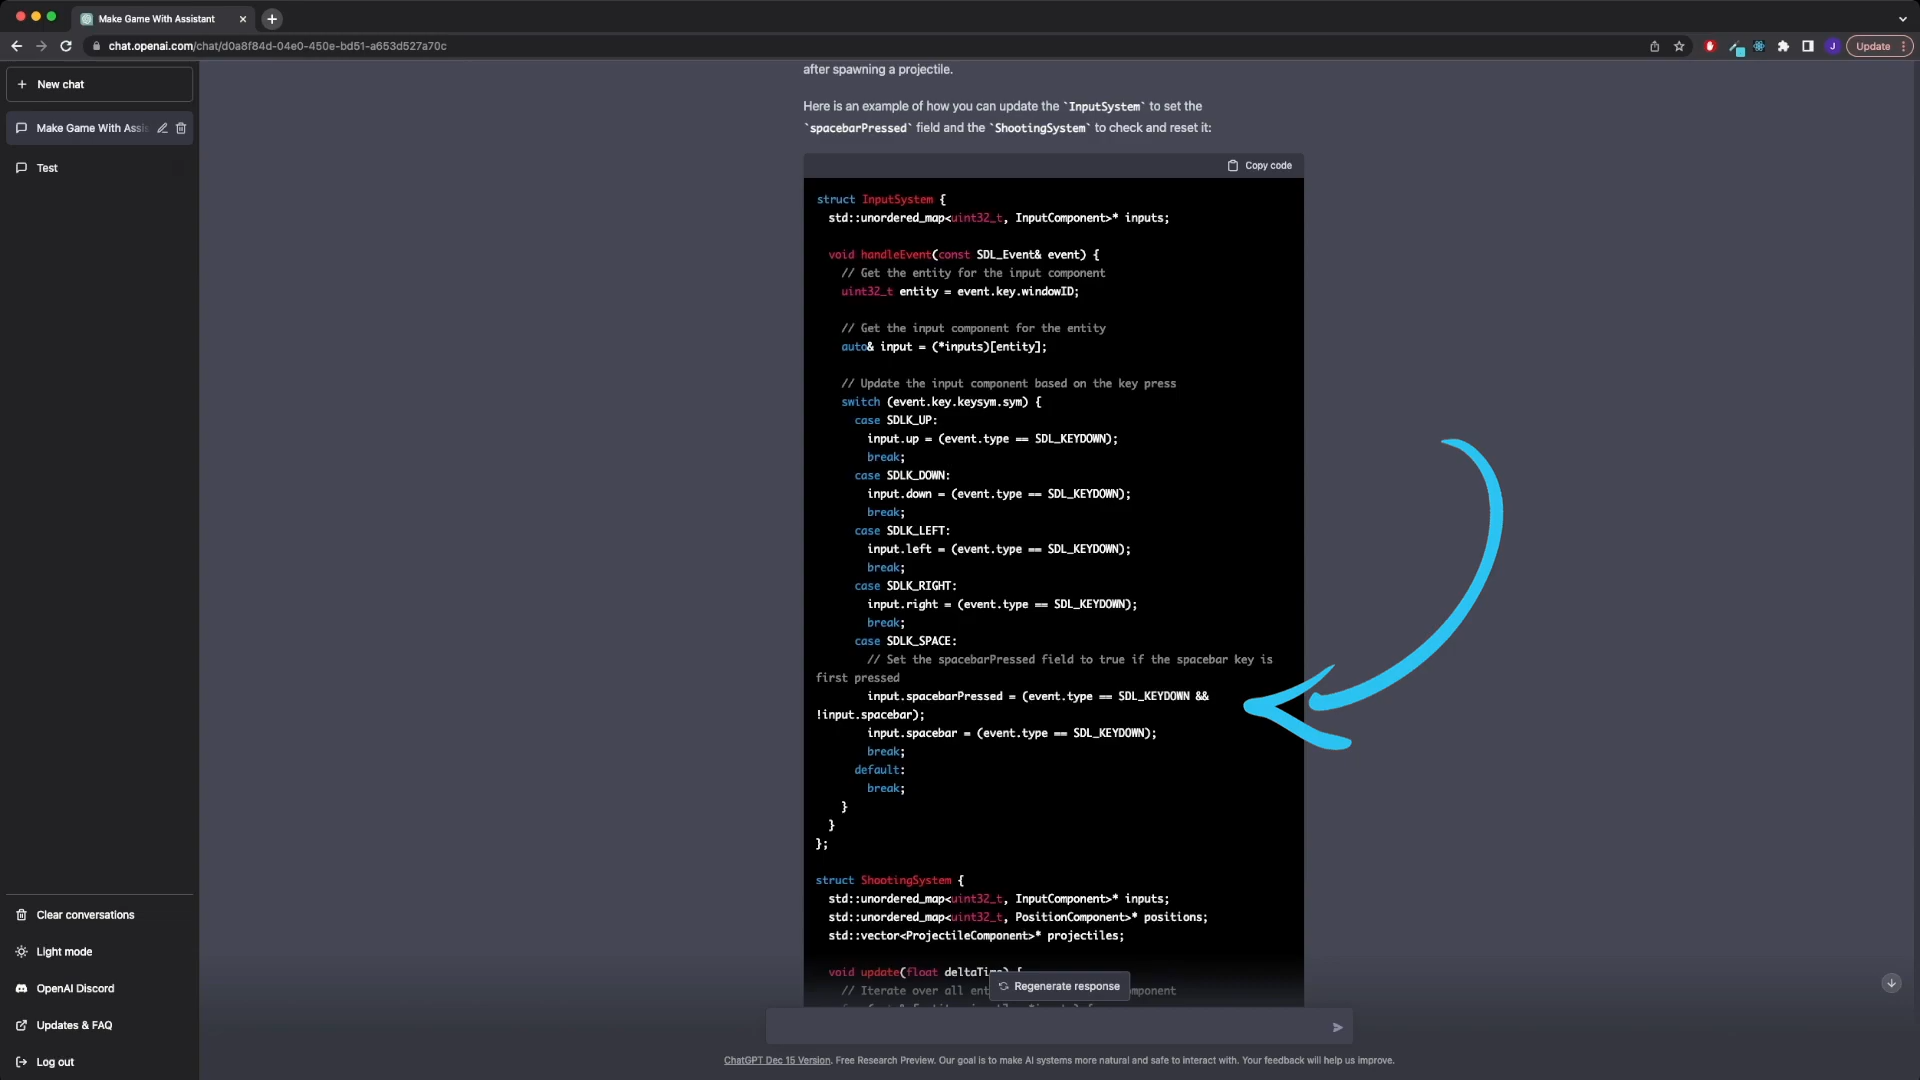 Make Game With Assistant
chat.openai.com/chat/d0a8f84d-04e0-450e-bd51-a653d527a70c
J
Update
New chat
Make Game With Assi
Test
after spawning a projectile.
Here is an example of how you can update the `InputSystem` to set the
`spacebarPressed` field and the `ShootingSystem` to check and reset it:
Copy code
struct InputSystem {
std::unordered_map<uint32_t, InputComponent>* inputs;
void handleEvent(const SDL_Event& event) {
// Get the entity for the input component
uint32_t entity = event.key.windowID;
// Get the input component for the entity
auto& input = (*inputs)[entity];
// Update the input component based on the key press
switch (event.key.keysym.sym) {
case SDLK_UP:
input.up = (event.type == SDL_KEYDOWN);
break;
case SDLK_DOWN:
input.down = (event.type == SDL_KEYDOWN);
break;
case SDLK_LEFT:
input.left = (event.type == SDL_KEYDOWN);
break;
case SDLK_RIGHT:
input.right = (event.type == SDL_KEYDOWN);
break;
case SDLK_SPACE:
// Set the spacebarPressed field to true if the spacebar key is
first pressed
input.spacebarPressed = (event.type == SDL_KEYDOWN &&
!input.spacebar);
input.spacebar = (event.type == SDL_KEYDOWN);
break;
default:
break;
}
}
};
struct ShootingSystem {
std::unordered_map<uint32_t, InputComponent>* inputs;
std::unordered_map<uint32_t, PositionComponent>* positions;
std::vector<ProjectileComponent>* projectiles;
void update(float deltaTime) {
// Iterate over all ent
Regenerate response
Clear conversations
Light mode
OpenAI Discord
Updates & FAQ
Log out
ChatGPT Dec 15 Version. Free Research Preview. Our goal is to make AI systems more natural and safe to interact with. Your feedback will help us improve.